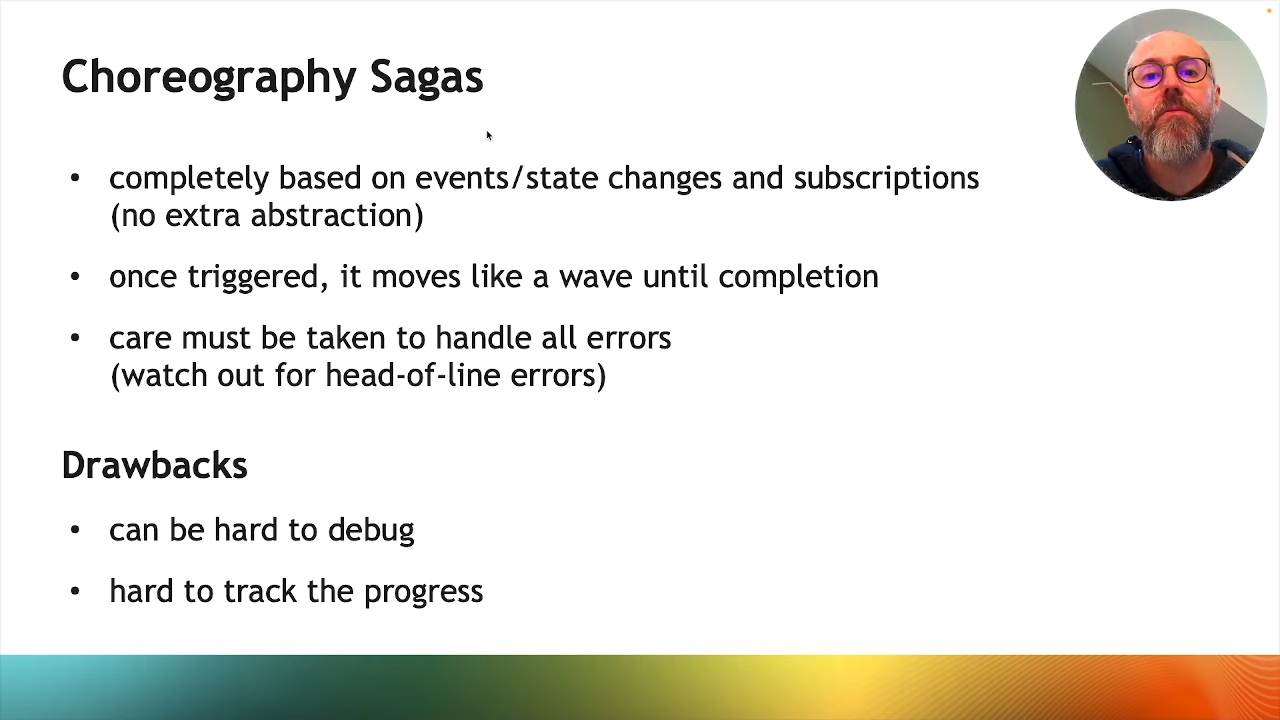 Choreography Sagas
• completely based on events/state changes and subscriptions
(no extra abstraction)
• once triggered, it moves like a wave until completion
• care must be taken to handle all errors
(watch out for head-of-line errors)
Drawbacks
• can be hard to debug
• hard to track the progress